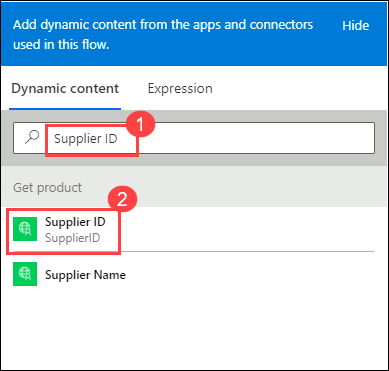 Add dynamic content from the apps and connectors
used in this flow.
Hide
Dynamic content
Expression
1
Supplier ID
Get product
2
Supplier ID
SupplierID
Supplier Name